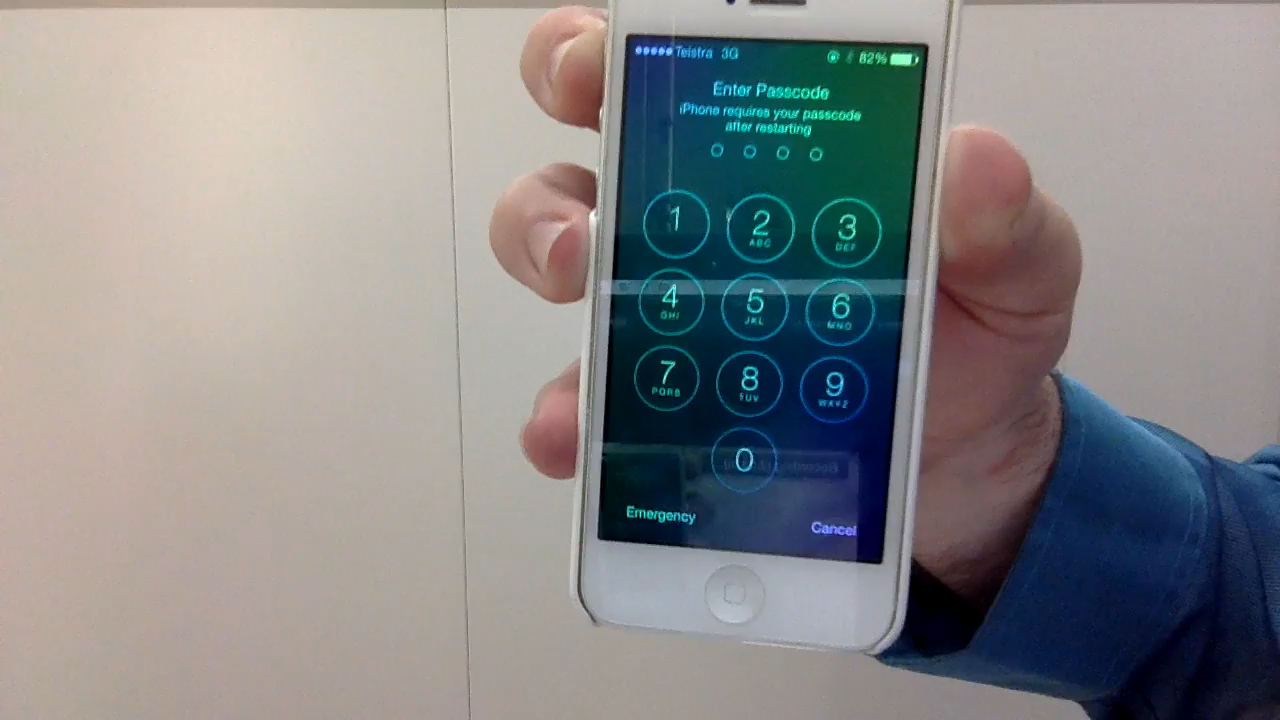 Telstra 3G 82%
Enter Passcode
iPhone requires your passcode
after restarting
1 2 3
ABC DEF
4 5 6
GHI JKL MNO
7 8 9
PQRS TUV WXYZ
0
Emergency Cancel